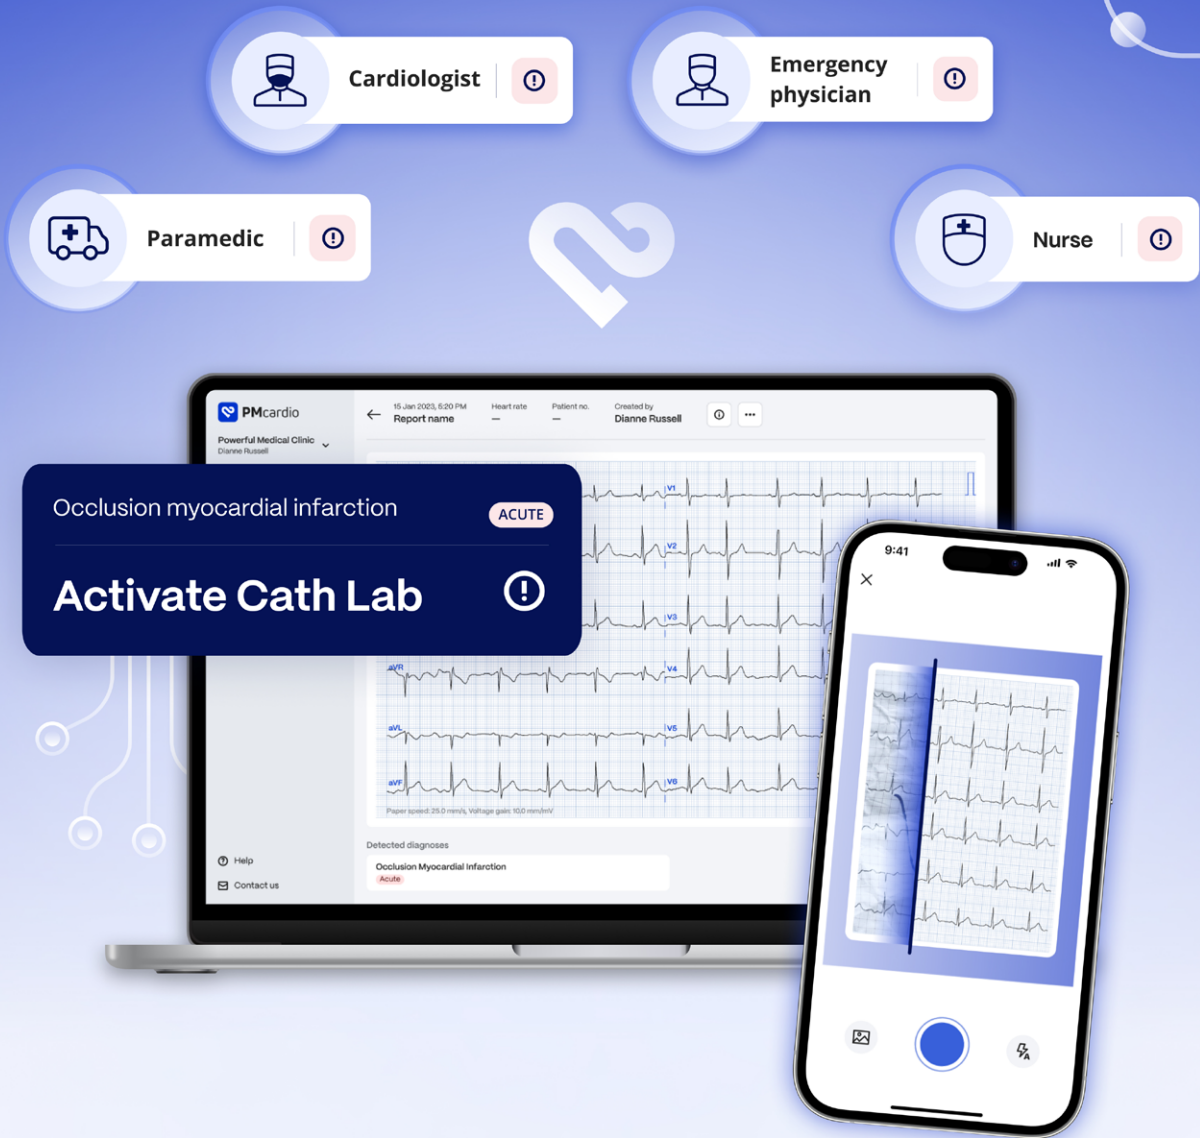 Cardiologist
Emergency
physician
Paramedic
Nurse
PMcardio
Powerful Medical Clinic
Dianne Russell
15 Jan 2023, 5:20 PM
Report name
Heart rate
—
Patient no.
—
Created by
Dianne Russell
Occlusion myocardial infarction
ACUTE
Activate Cath Lab
V1
V2
V3
aVR
V4
aVL
V5
aVF
V6
Paper speed: 25.0 mm/s, Voltage gain: 10.0 mm/mV
Detected diagnoses
Occlusion Myocardial Infarction
Acute
Help
Contact us
9:41